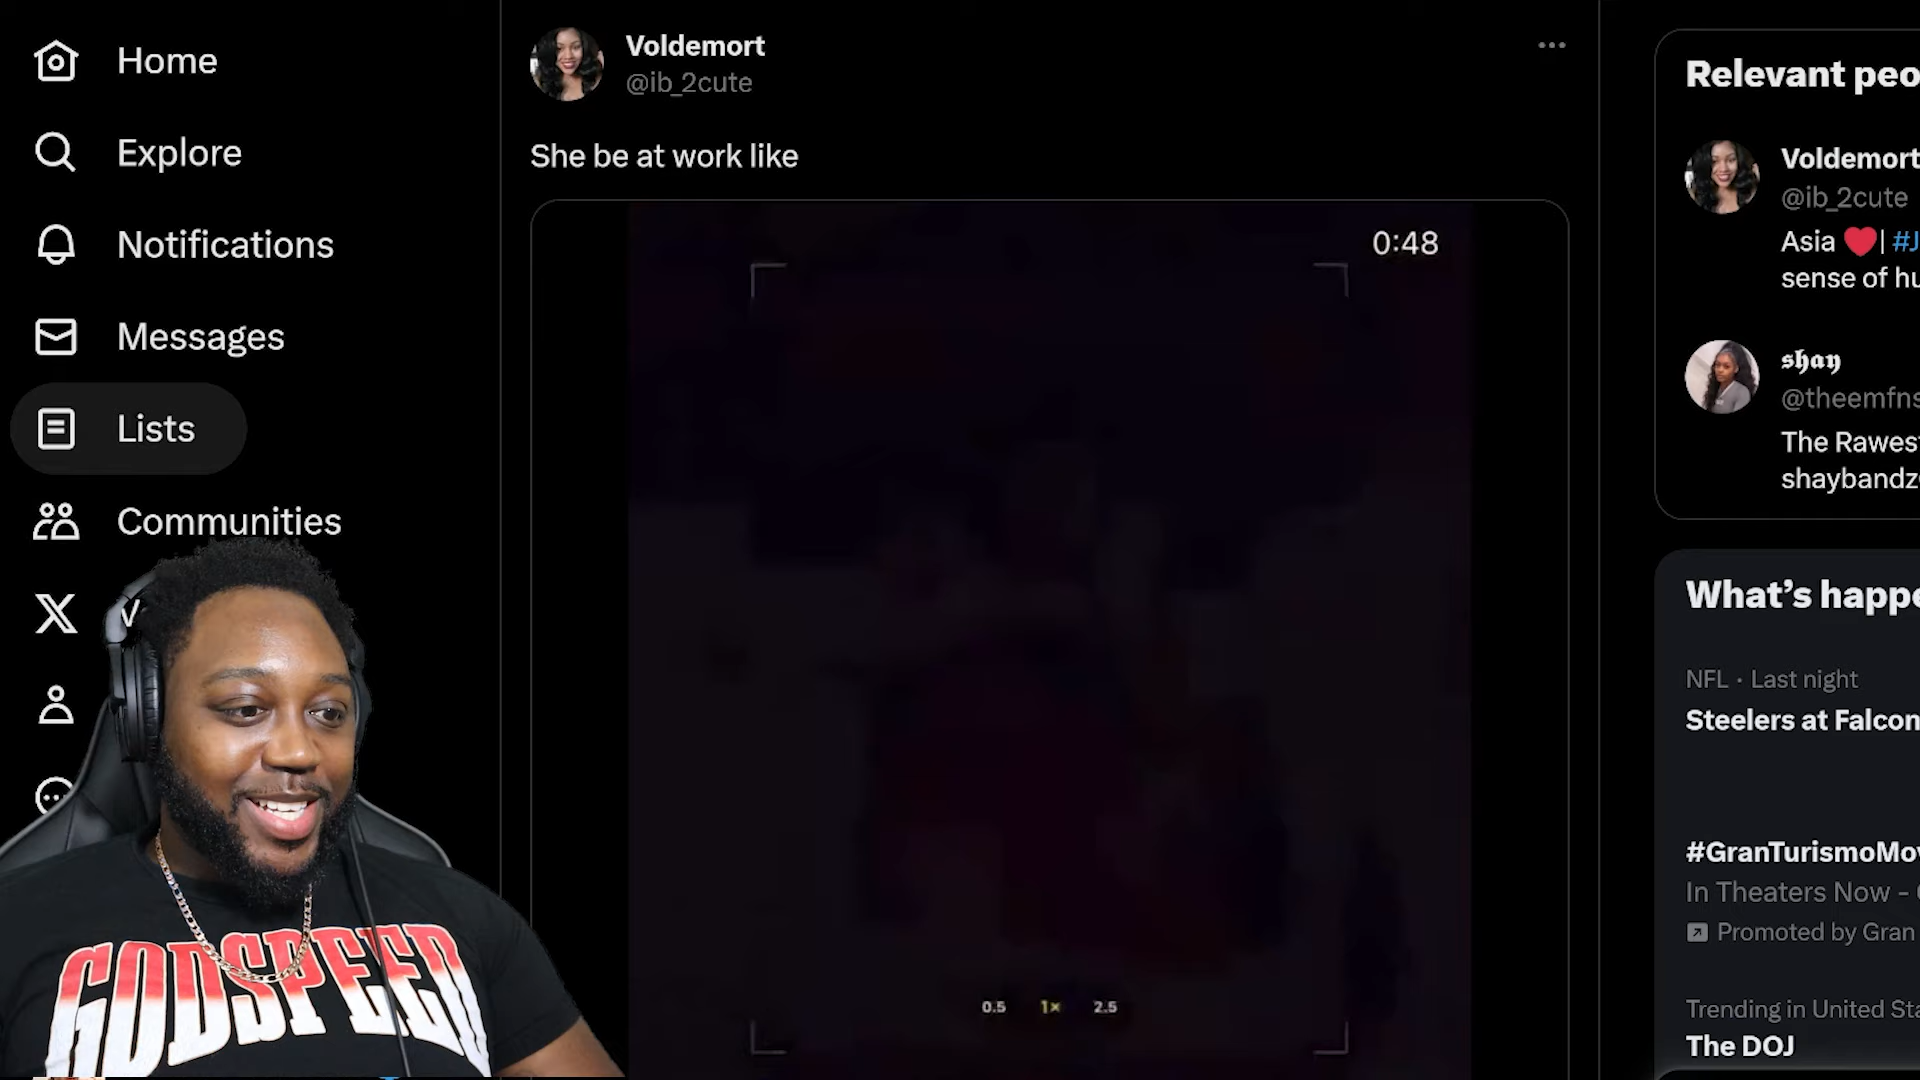 Home
Explore
Notifications
Messages
Lists
Communities
Voldemort
@ib_2cute
She be at work like
0:48
0.5 1× 2.5
GODSPEED
Relevant peo
Voldemort
@ib_2cute
Asia ❤️| #J
sense of hu
𝖘𝖍𝖆𝖞
@theemfns
The Rawest
shaybandz
What's happe
NFL · Last night
Steelers at Falcon
#GranTurismoMov
In Theaters Now -
Promoted by Gran
Trending in United Sta
The DOJ